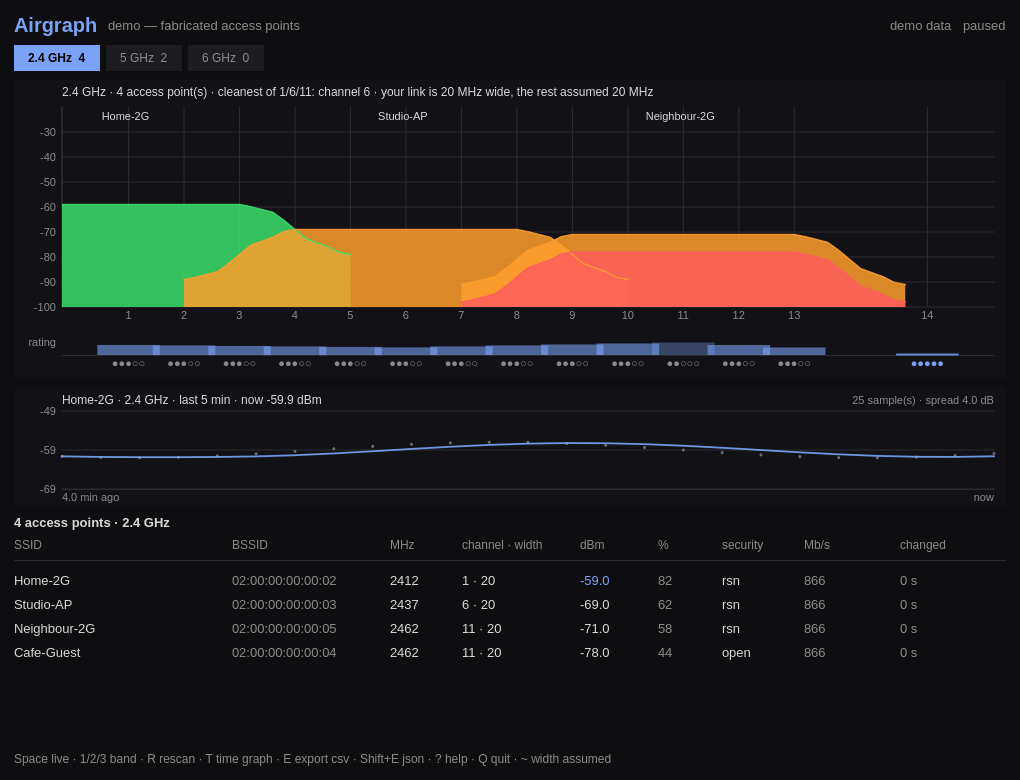 Airgraph demo — fabricated access points demo data paused
2.4 GHz 4 5 GHz 2 6 GHz 0
2.4 GHz · 4 access point(s) · cleanest of 1/6/11: channel 6 · your link is 20 MHz wide, the rest assumed 20 MHz
Home-2G Studio-AP Neighbour-2G
-30
-40
-50
-60
-70
-80
-90
-100
1 2 3 4 5 6 7 8 9 10 11 12 13 14
rating
●●●○○ ●●●○○ ●●●○○ ●●●○○ ●●●○○ ●●●○○ ●●●○○ ●●●○○ ●●●○○ ●●●○○ ●●○○○ ●●●○○ ●●●○○ ●●●●●
Home-2G · 2.4 GHz · last 5 min · now -59.9 dBm 25 sample(s) · spread 4.0 dB
-49
-59
-69
4.0 min ago now
4 access points · 2.4 GHz
SSID BSSID MHz channel · width dBm % security Mb/s changed
Home-2G 02:00:00:00:00:02 2412 1 · 20 -59.0 82 rsn 866 0 s
Studio-AP 02:00:00:00:00:03 2437 6 · 20 -69.0 62 rsn 866 0 s
Neighbour-2G 02:00:00:00:00:05 2462 11 · 20 -71.0 58 rsn 866 0 s
Cafe-Guest 02:00:00:00:00:04 2462 11 · 20 -78.0 44 open 866 0 s
Space live · 1/2/3 band · R rescan · T time graph · E export csv · Shift+E json · ? help · Q quit · ~ width assumed